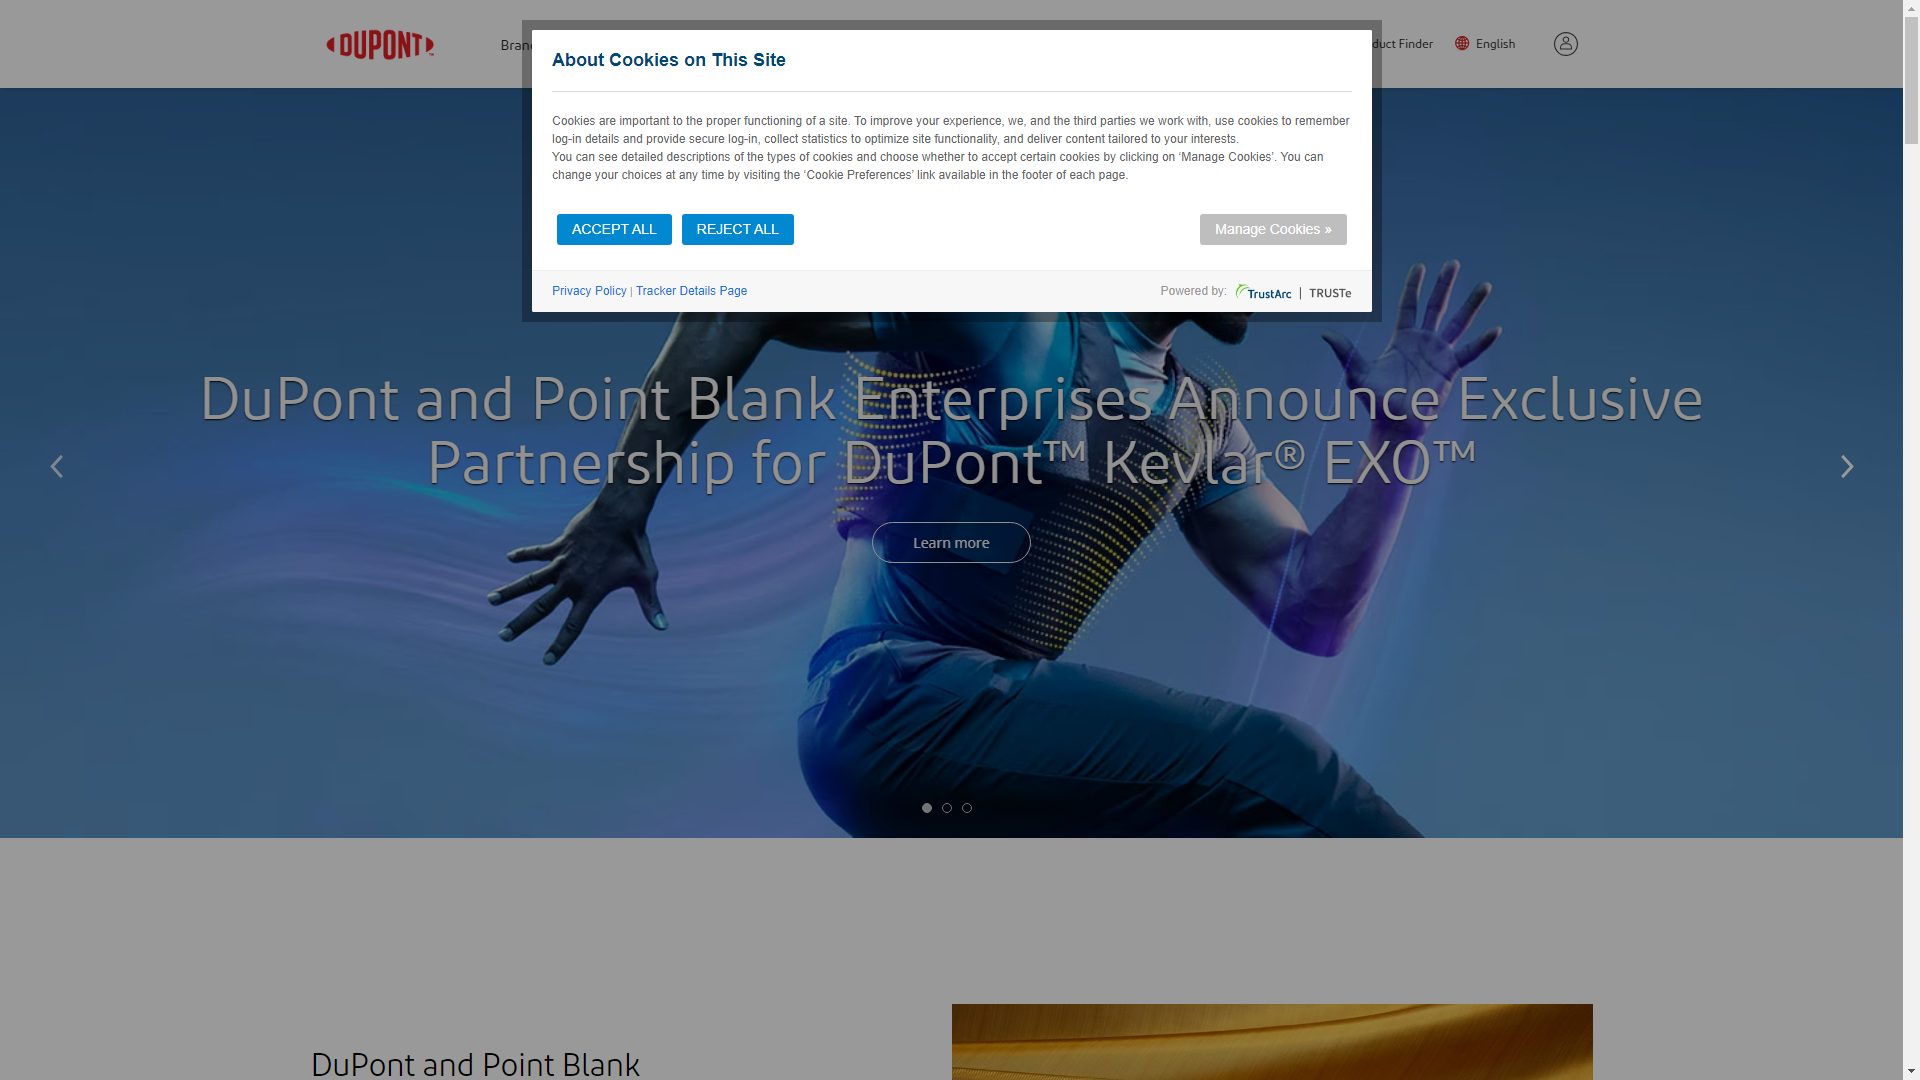 DUPONT
About Cookies on This Site
English
Cookies are important to the proper functioning of a site. To improve your experience, we, and the third parties we work with, use cookies to remember
log-in details and provide secure log-in, collect statistics to optimize site functionality, and deliver content tailored to your interests.
You can see detailed descriptions of the types of cookies and choose whether to accept certain cookies by clicking on ‘Manage Cookies’. You can
change your choices at any time by visiting the ‘Cookie Preferences’ link available in the footer of each page.
ACCEPT ALL
REJECT ALL
Manage Cookies »
Privacy Policy | Tracker Details Page
Powered by: TrustArc | TRUSTe
Finder
DuPont and Point Blank Enterprises Announce Exclusive
Partnership for DuPont™ Kevlar® EXO™
Learn more
DuPont and Point Blank